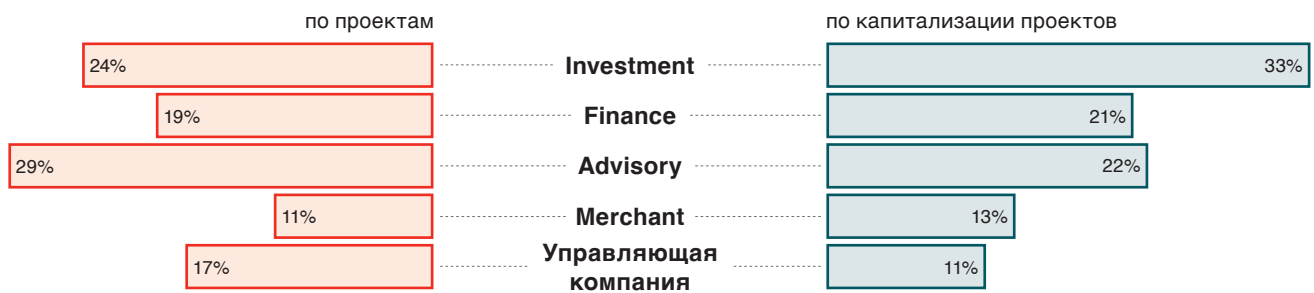 по проектам
по капитализации проектов
24%
Investment
33%
19%
Finance
21%
29%
Advisory
22%
11%
Merchant
13%
17%
Управляющая
компания
11%